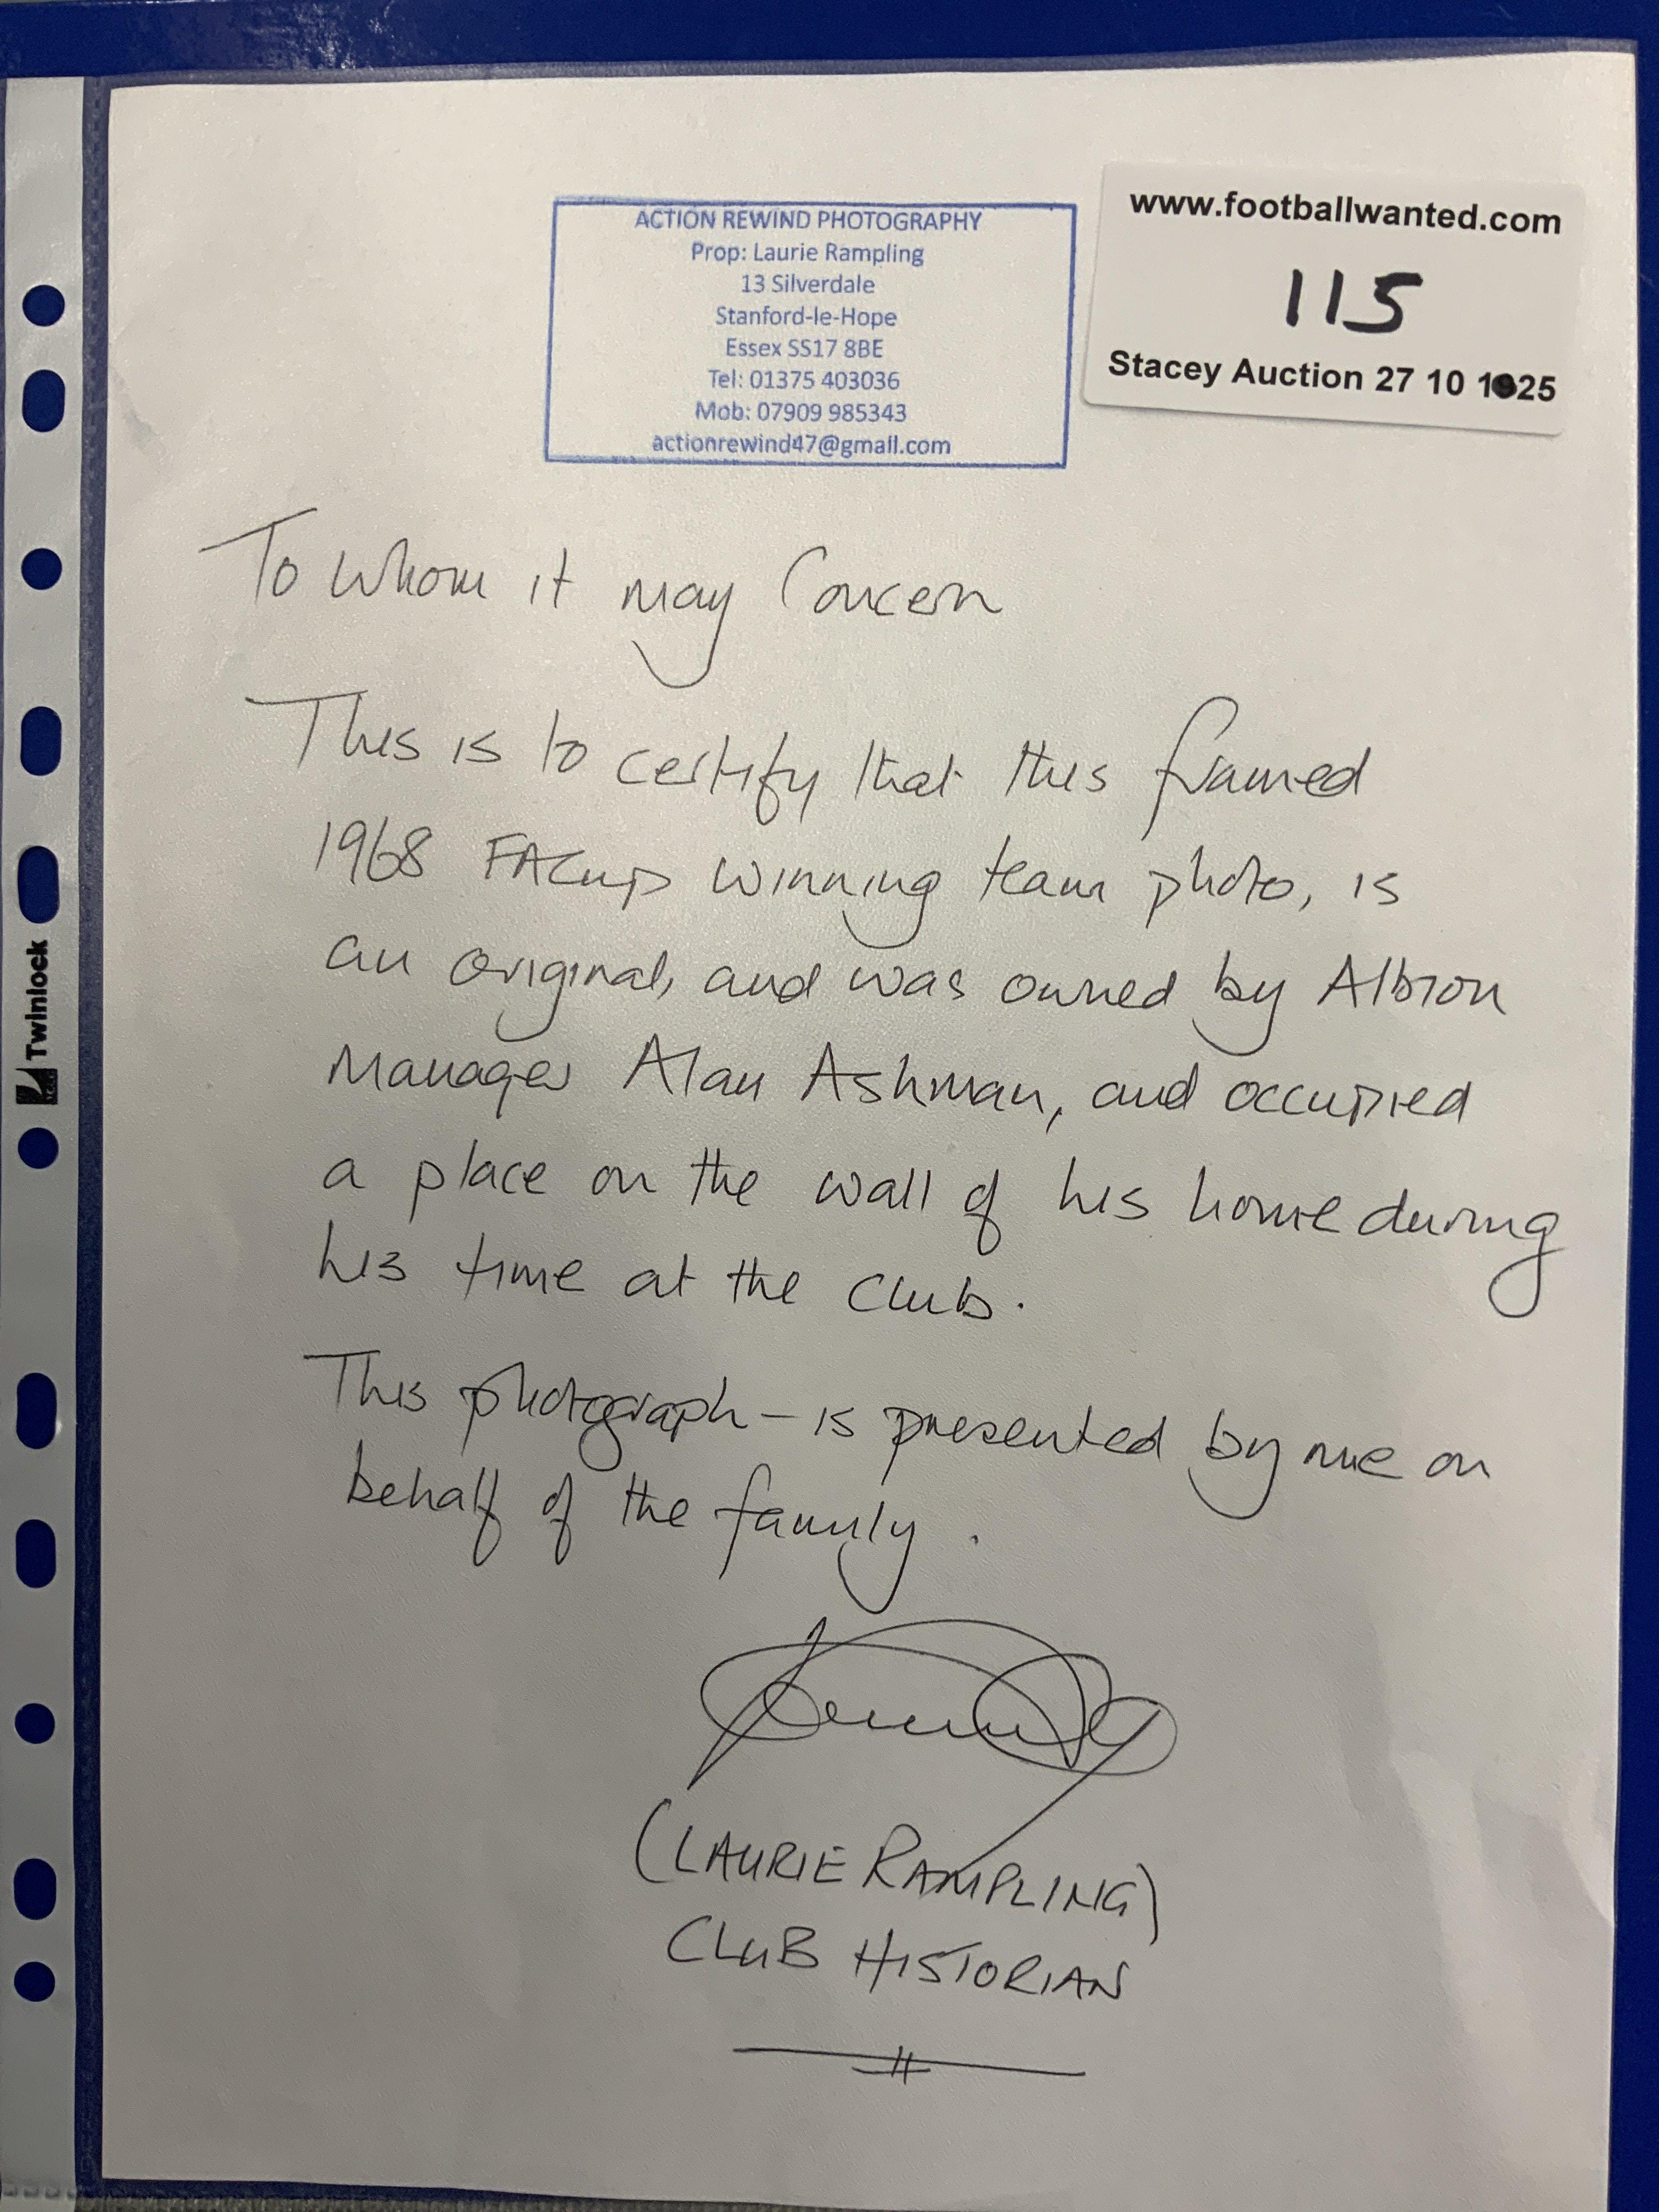 ACTION REWIND PHOTOGRAPHY
Prop: Laurie Rampling
13 Silverdale
Stanford-le-Hope
Essex SS17 8BE
Tel: 01375 403036
Mob: 07909 985343
actionrewind47@gmail.com
www.footballwanted.com
115
Stacey Auction 27 10 1925
To Whom it may Concern
This is to certify that this framed
1968 FA Cup winning team photo, is
an original, and was owned by Albion
Manager Alan Ashman, and occupied
a place on the wall of his home during
his time at the Club.
This photograph - is presented by me on
behalf of the family.
(LAURIE RAMPLING)
CLUB HISTORIAN
Twinlock